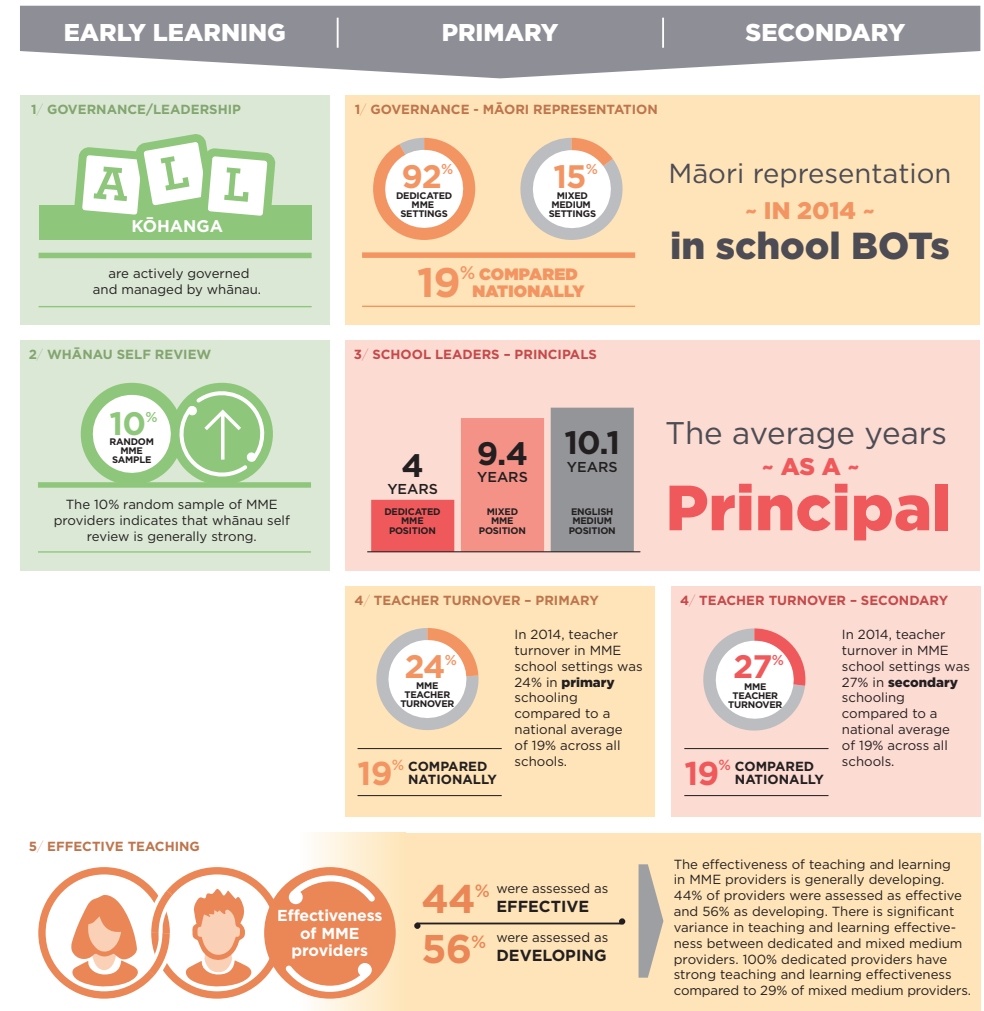 EARLY LEARNING
PRIMARY
SECONDARY
1/ GOVERNANCE/LEADERSHIP
A L L
KŌHANGA
are actively governed
and managed by whānau.
1/ GOVERNANCE - MĀORI REPRESENTATION
92%
DEDICATED
MME
SETTINGS
15%
MIXED
MEDIUM
SETTINGS
19% COMPARED
NATIONALLY
Māori representation
~ IN 2014 ~
in school BOTs
2/ WHĀNAU SELF REVIEW
10%
RANDOM
MME
SAMPLE
The 10% random sample of MME
providers indicates that whānau self
review is generally strong.
3/ SCHOOL LEADERS – PRINCIPALS
4
YEARS
DEDICATED
MME
POSITION
9.4
YEARS
MIXED
MME
POSITION
10.1
YEARS
ENGLISH
MEDIUM
POSITION
The average years
~ AS A ~
Principal
4/ TEACHER TURNOVER – PRIMARY
24%
MME
TEACHER
TURNOVER
19% COMPARED
NATIONALLY
In 2014, teacher
turnover in MME
school settings was
24% in primary
schooling
compared to a
national average
of 19% across all
schools.
4/ TEACHER TURNOVER – SECONDARY
27%
MME
TEACHER
TURNOVER
19% COMPARED
NATIONALLY
In 2014, teacher
turnover in MME
school settings was
27% in secondary
schooling
compared to a
national average
of 19% across all
schools.
5/ EFFECTIVE TEACHING
Effectiveness
of MME
providers
44% were assessed as
EFFECTIVE
56% were assessed as
DEVELOPING
The effectiveness of teaching and learning
in MME providers is generally developing.
44% of providers were assessed as effective
and 56% as developing. There is significant
variance in teaching and learning effective-
ness between dedicated and mixed medium
providers. 100% dedicated providers have
strong teaching and learning effectiveness
compared to 29% of mixed medium providers.